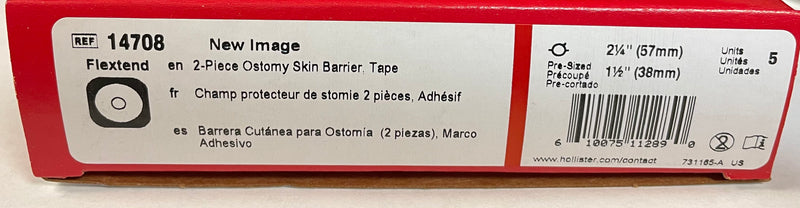 REF 14708 New Image
Flextend en 2-Piece Ostomy Skin Barrier, Tape
fr Champ protecteur de stomie 2 pièces, Adhésif
es Barrera Cutánea para Ostomía (2 piezas), Marco
Adhesivo
2¼" (57mm)
Pre-Sized
Précoupé
Pre-cortado
1½" (38mm)
Units
Unités
Unidades
5
6 10075 11289 0
www.hollister.com/contact
731165-A US
2
i